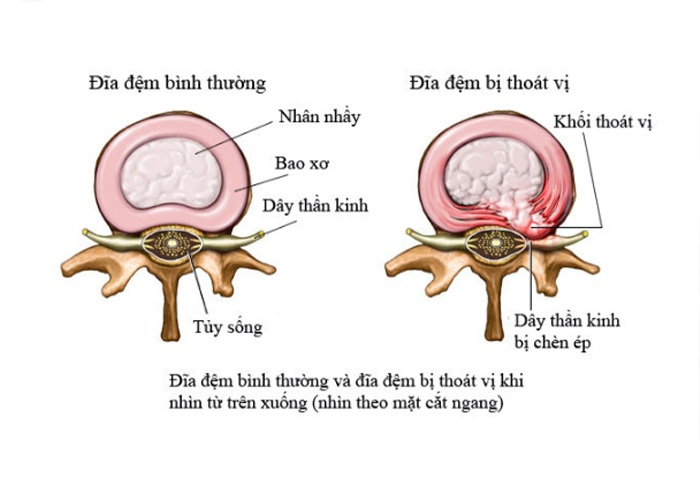 Đĩa đệm bình thường
Nhân nhầy
Bao xơ
Dây thần kinh
Tủy sống
Đĩa đệm bị thoát vị
Khối thoát vị
Dây thần kinh
bị chèn ép
Đĩa đệm bình thường và đĩa đệm bị thoát vị khi
nhìn từ trên xuống (nhìn theo mặt cắt ngang)